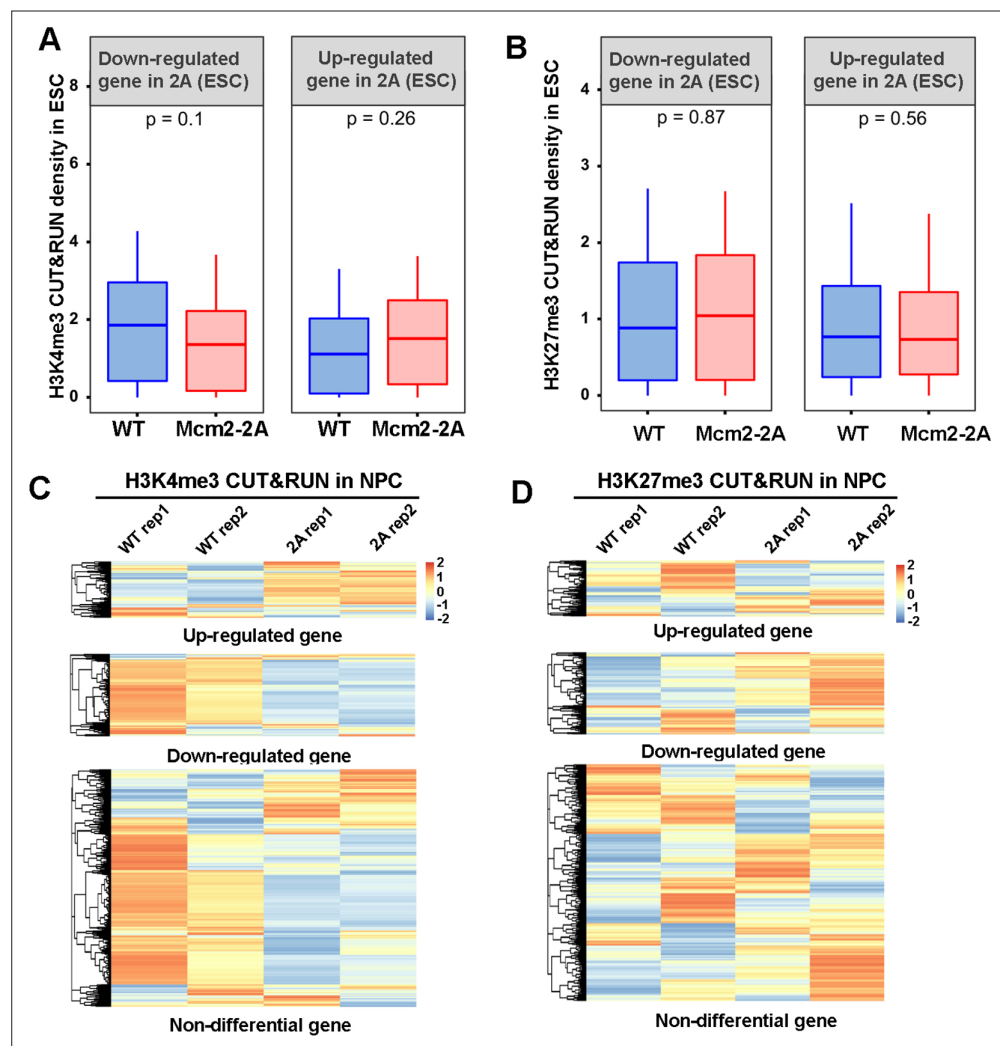 A
H3K4me3 CUT&RUN density in ESC
Down-regulated
gene in 2A (ESC)
Up-regulated
gene in 2A (ESC)
p = 0.1
p = 0.26
8
6
4
2
0
WT
Mcm2-2A
WT
Mcm2-2A
B
H3K27me3 CUT&RUN density in ESC
Down-regulated
gene in 2A (ESC)
Up-regulated
gene in 2A (ESC)
p = 0.87
p = 0.56
4
3
2
1
0
WT
Mcm2-2A
WT
Mcm2-2A
C
H3K4me3 CUT&RUN in NPC
WT rep1
WT rep2
2A rep1
2A rep2
2
1
0
-1
-2
Up-regulated gene
Down-regulated gene
Non-differential gene
D
H3K27me3 CUT&RUN in NPC
WT rep1
WT rep2
2A rep1
2A rep2
2
1
0
-1
-2
Up-regulated gene
Down-regulated gene
Non-differential gene